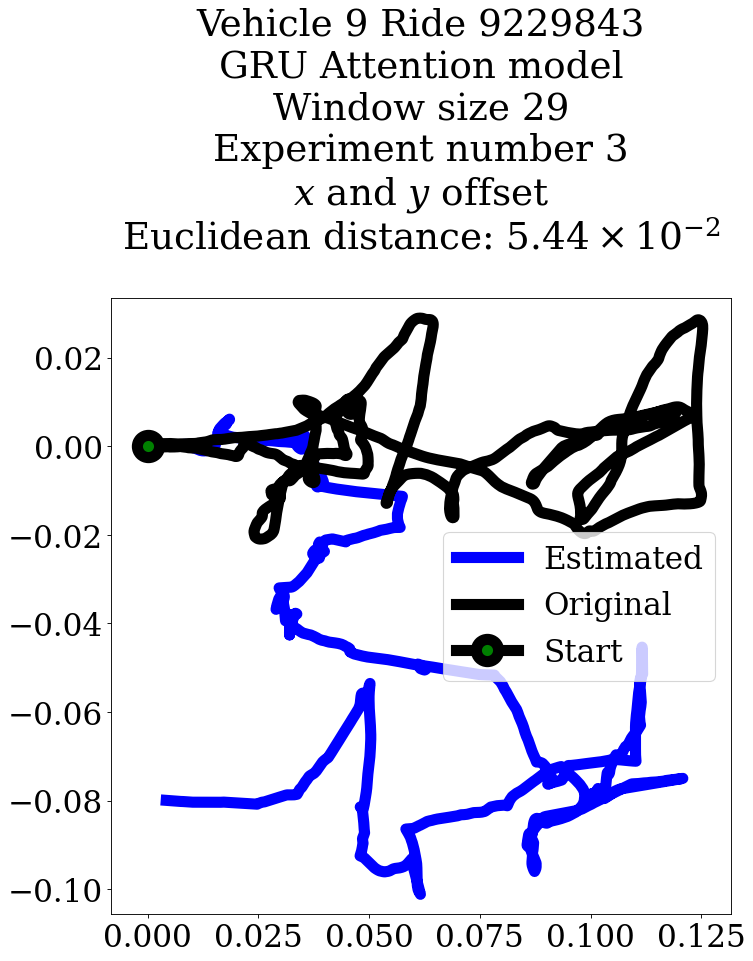 Vehicle 9 Ride 9229843
GRU Attention model
Window size 29
Experiment number 3
x and y offset
Euclidean distance: 5.44 × 10⁻²
0.02
0.00
−0.02
−0.04
−0.06
−0.08
−0.10
Estimated
Original
Start
0.000 0.025 0.050 0.075 0.100 0.125